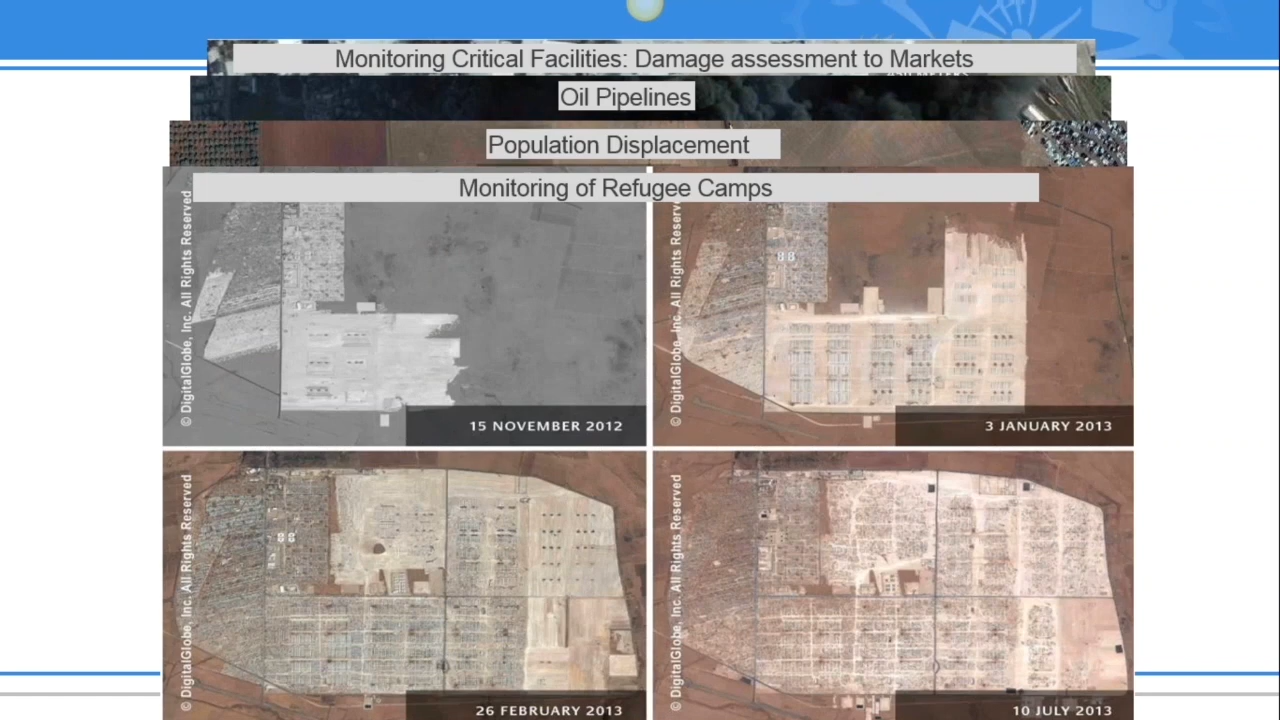 Monitoring Critical Facilities: Damage assessment to Markets
Oil Pipelines
Population Displacement
Monitoring of Refugee Camps
© DigitalGlobe, Inc. All Rights Reserved
15 NOVEMBER 2012
© DigitalGlobe, Inc. All Rights Reserved
3 JANUARY 2013
© DigitalGlobe, Inc. All Rights Reserved
26 FEBRUARY 2013
© DigitalGlobe, Inc. All Rights Reserved
10 JULY 2013